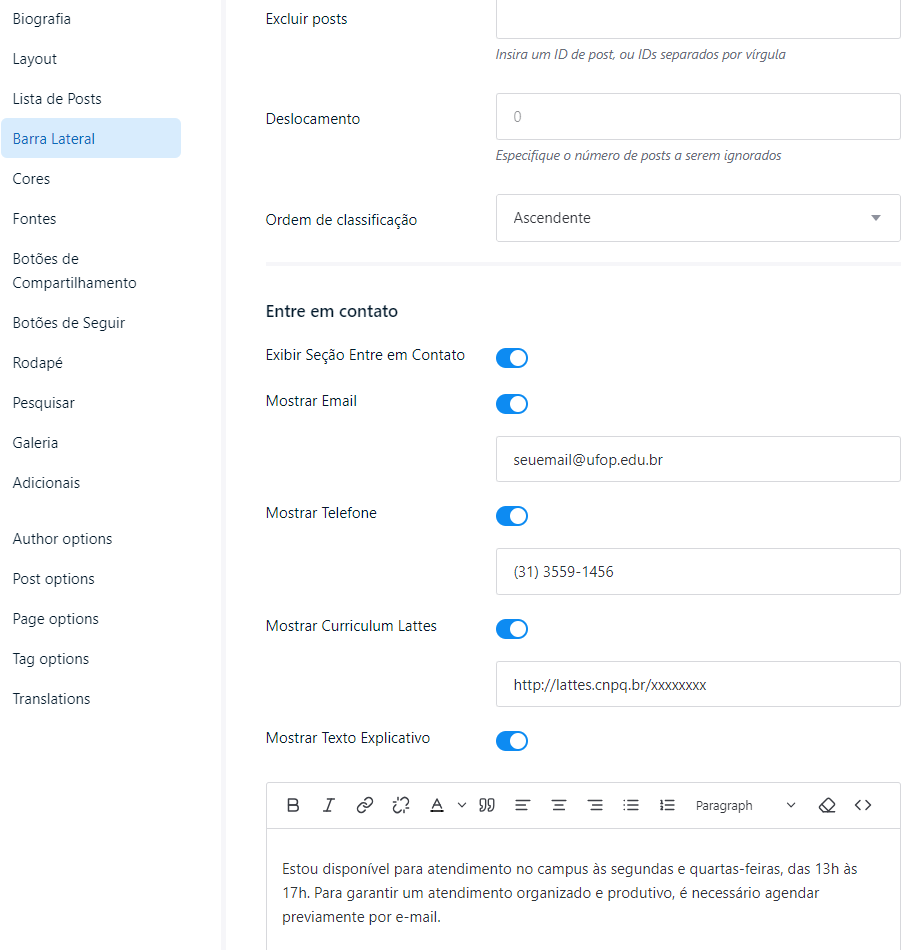 Biografia
Layout
Lista de Posts
Barra Lateral
Cores
Fontes
Botões de
Compartilhamento
Botões de Seguir
Rodapé
Pesquisar
Galeria
Adicionais
Author options
Post options
Page options
Tag options
Translations
Excluir posts
Insira um ID de post, ou IDs separados por vírgula
Deslocamento
0
Especifique o número de posts a serem ignorados
Ordem de classificação
Ascendente
Entre em contato
Exibir Seção Entre em Contato
Mostrar Email
seuemail@ufop.edu.br
Mostrar Telefone
(31) 3559-1456
Mostrar Curriculum Lattes
http://lattes.cnpq.br/xxxxxxxx
Mostrar Texto Explicativo
Paragraph
Estou disponível para atendimento no campus às segundas e quartas-feiras, das 13h às
17h. Para garantir um atendimento organizado e produtivo, é necessário agendar
previamente por e-mail.